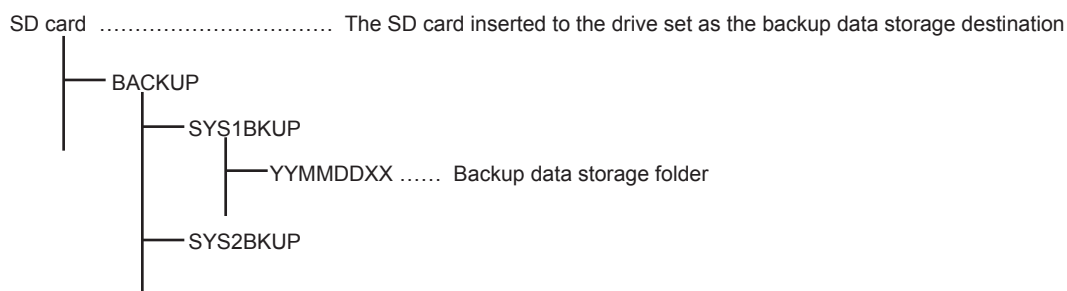 SD card ................................. The SD card inserted to the drive set as the backup data storage destination
BACKUP
SYS1BKUP
YYMMDDXX ...... Backup data storage folder
SYS2BKUP